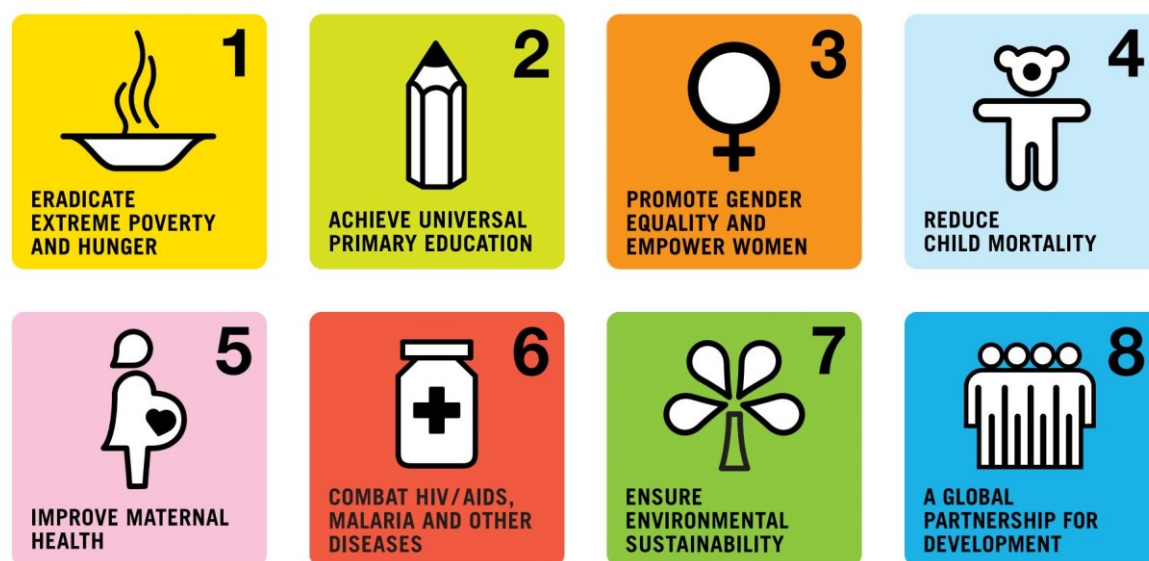 1
ERADICATE
EXTREME POVERTY
AND HUNGER
2
ACHIEVE UNIVERSAL
PRIMARY EDUCATION
3
PROMOTE GENDER
EQUALITY AND
EMPOWER WOMEN
4
REDUCE
CHILD MORTALITY
5
IMPROVE MATERNAL
HEALTH
6
COMBAT HIV/AIDS,
MALARIA AND OTHER
DISEASES
7
ENSURE
ENVIRONMENTAL
SUSTAINABILITY
8
A GLOBAL
PARTNERSHIP FOR
DEVELOPMENT